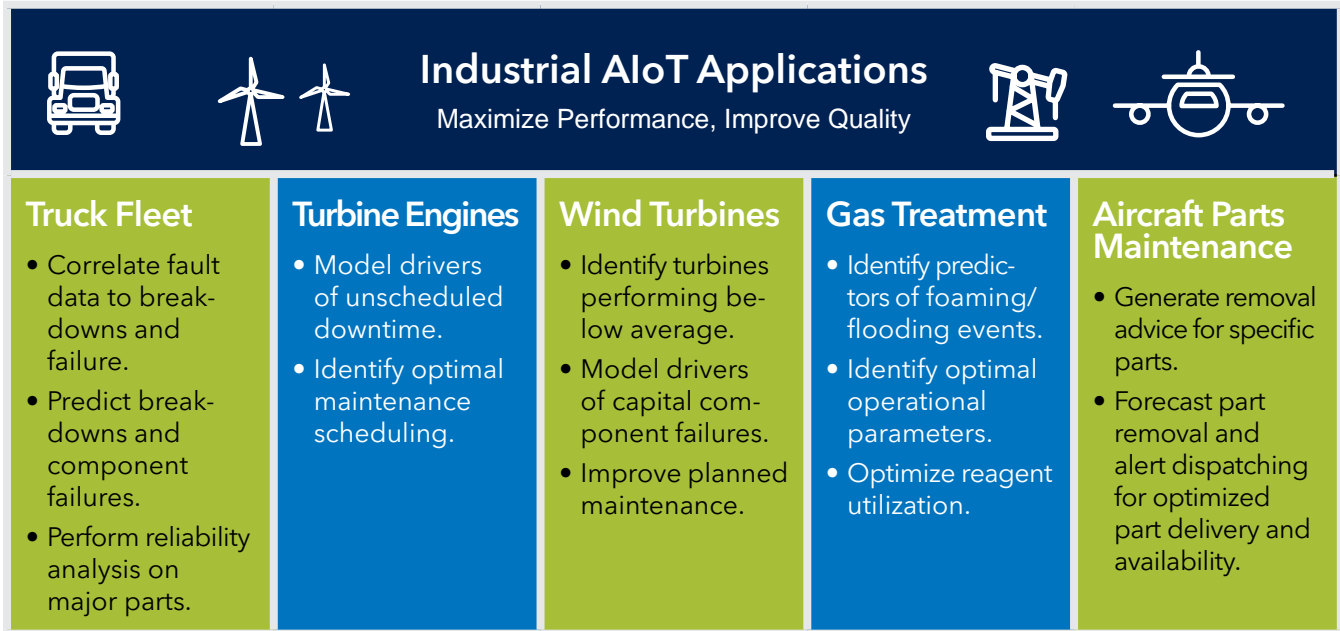 Industrial AIoT Applications
Maximize Performance, Improve Quality
Truck Fleet
• Correlate fault
data to break-
downs and
failure.
• Predict break-
downs and
component
failures.
• Perform reliability
analysis on
major parts.
Turbine Engines
• Model drivers
of unscheduled
downtime.
• Identify optimal
maintenance
scheduling.
Wind Turbines
• Identify turbines
performing be-
low average.
• Model drivers
of capital com-
ponent failures.
• Improve planned
maintenance.
Gas Treatment
• Identify predic-
tors of foaming/
flooding events.
• Identify optimal
operational
parameters.
• Optimize reagent
utilization.
Aircraft Parts
Maintenance
• Generate removal
advice for specific
parts.
• Forecast part
removal and
alert dispatching
for optimized
part delivery and
availability.